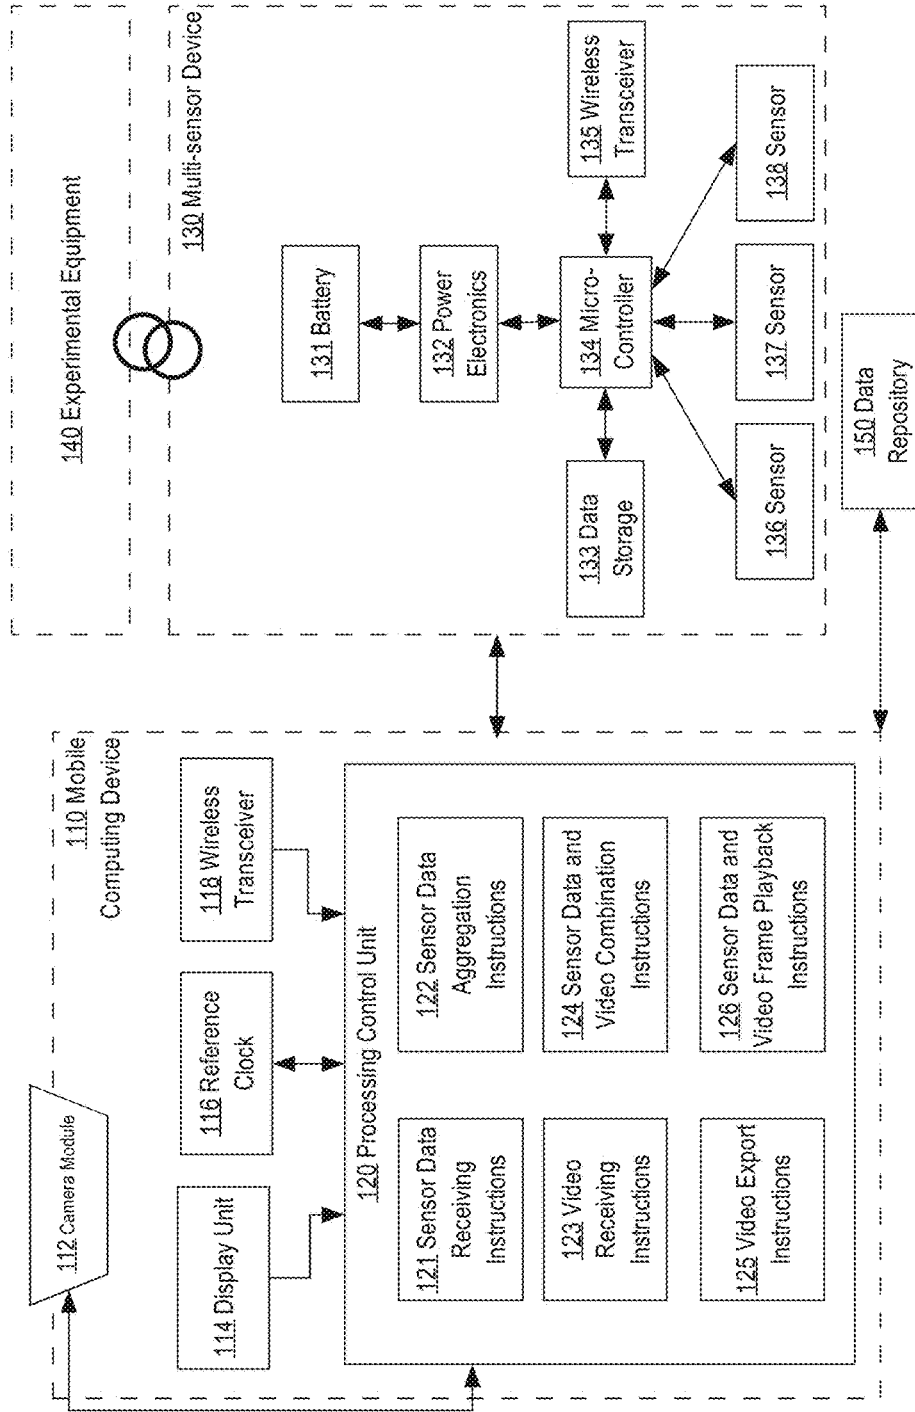 110 Mobile
Computing Device
112 Camera Module
114 Display Unit
116 Reference
Clock
118 Wireless
Transceiver
120 Processing Control Unit
121 Sensor Data
Receiving
Instructions
122 Sensor Data
Aggregation
Instructions
123 Video
Receiving
Instructions
124 Sensor Data and
Video Combination
Instructions
125 Video Export
Instructions
126 Sensor Data and
Video Frame Playback
Instructions
140 Experimental Equipment
130 Multi-sensor Device
131 Battery
132 Power
Electronics
133 Data
Storage
134 Micro-
Controller
135 Wireless
Transceiver
136 Sensor
137 Sensor
138 Sensor
150 Data
Repository